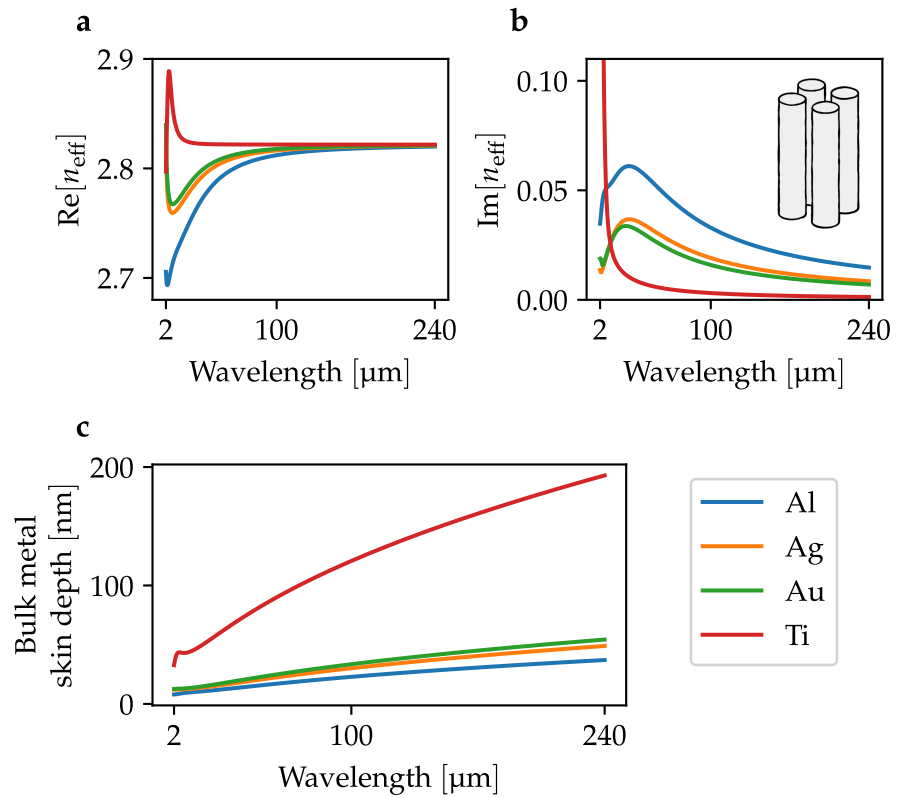 a
2.9
2.8
2.7
Re[n_eff]
2
100
240
Wavelength [µm]
b
0.10
0.05
0.00
Im[n_eff]
2
100
240
Wavelength [µm]
c
200
100
0
Bulk metal
skin depth [nm]
2
100
240
Wavelength [µm]
Al
Ag
Au
Ti